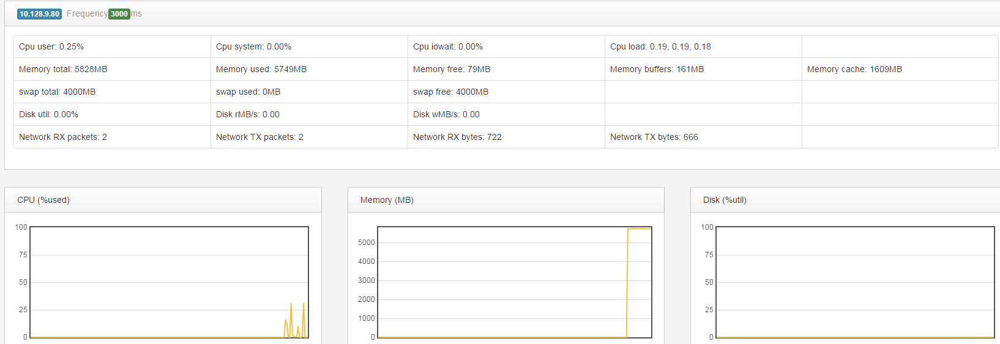 10.128.9.80 Frequency 3000 ms
Cpu user: 0.25% Cpu system: 0.00% Cpu iowait: 0.00% Cpu load: 0.19, 0.19, 0.18
Memory total: 5828MB Memory used: 5749MB Memory free: 79MB Memory buffers: 161MB Memory cache: 1609MB
swap total: 4000MB swap used: 0MB swap free: 4000MB
Disk util: 0.00% Disk rMB/s: 0.00 Disk wMB/s: 0.00
Network RX packets: 2 Network TX packets: 2 Network RX bytes: 722 Network TX bytes: 666
CPU (%used)
100
75
50
25
0
Memory (MB)
5000
4000
3000
2000
1000
0
Disk (%util)
100
75
50
25
0